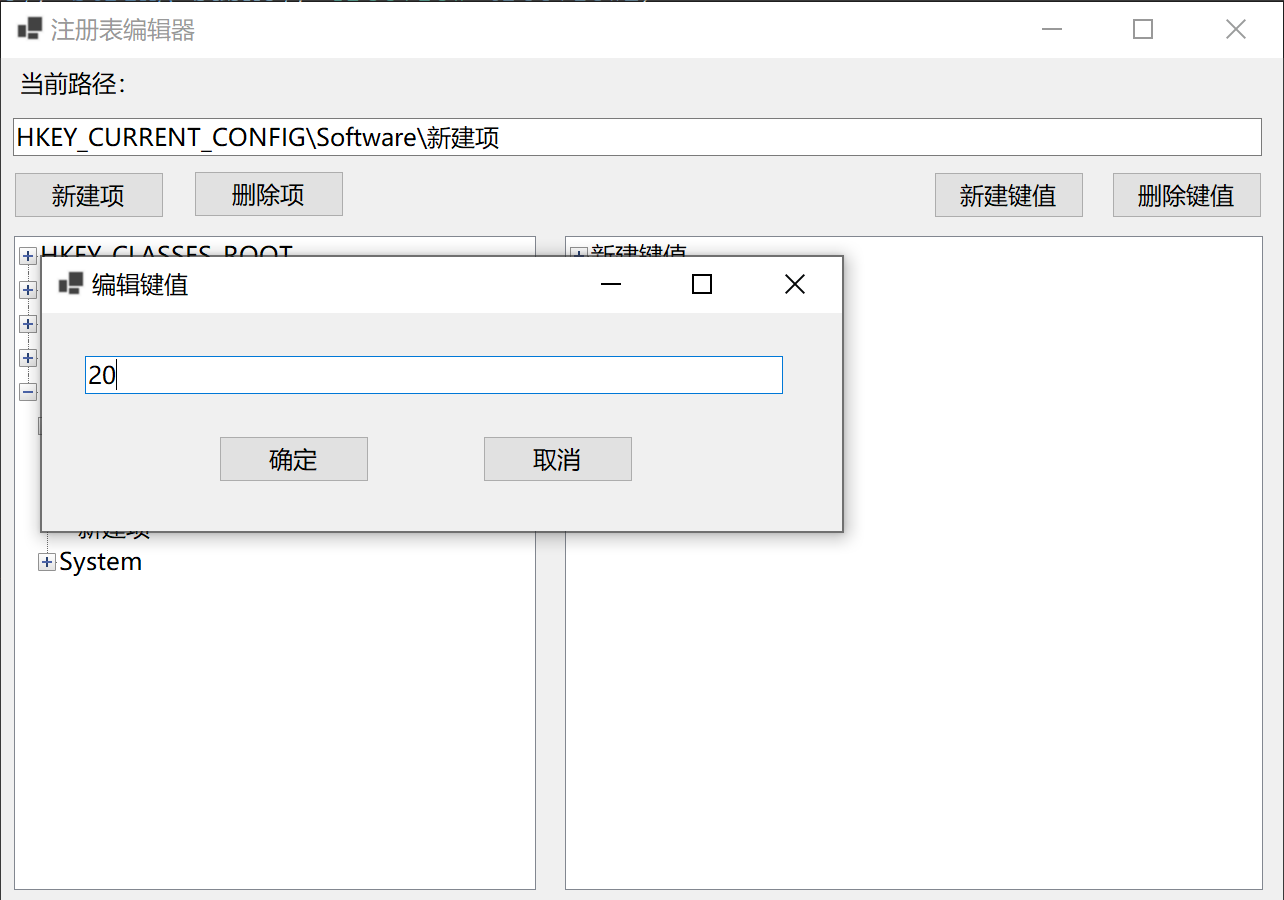 注册表编辑器
当前路径：
HKEY_CURRENT_CONFIG\Software\新建项
新建项
删除项
新建键值
删除键值
HKEY_CLASSES_ROOT
新建键值
编辑键值
20
确定
取消
新建项
System